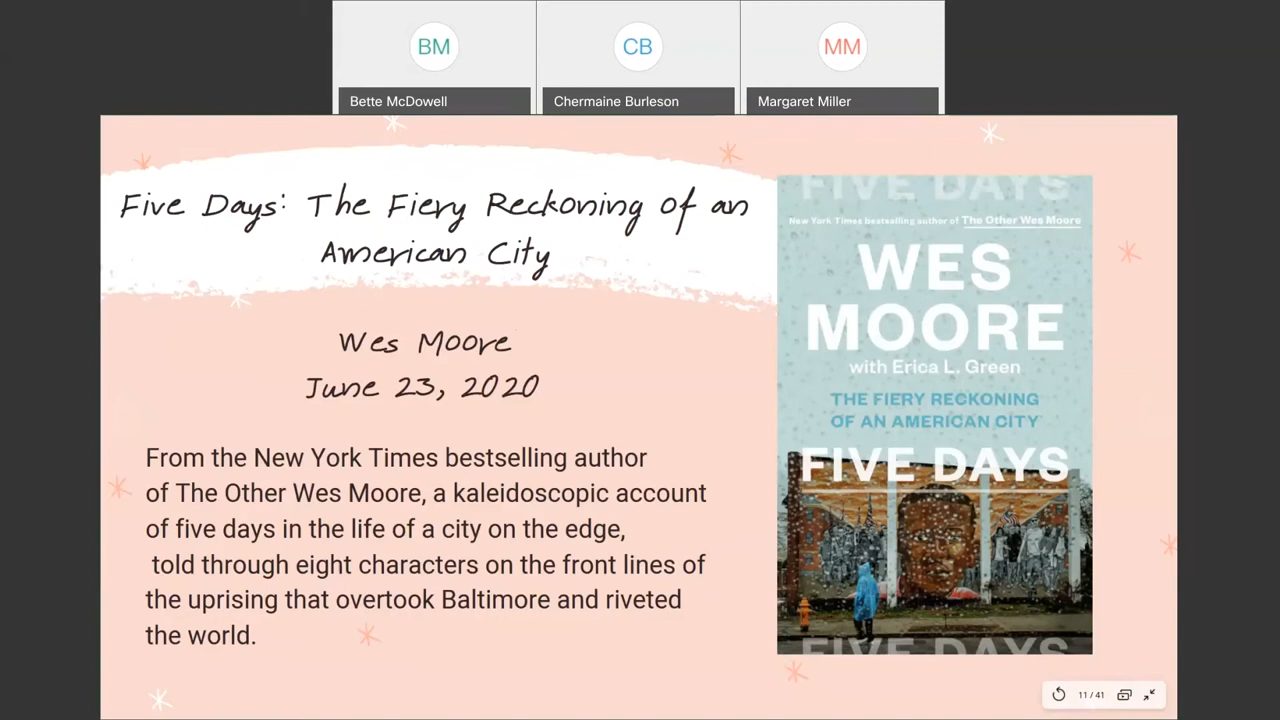 BM
CB
MM
Bette McDowell
Chermaine Burleson
Margaret Miller
Five Days: The Fiery Reckoning of an
American City
Wes Moore
June 23, 2020
From the New York Times bestselling author
of The Other Wes Moore, a kaleidoscopic account
of five days in the life of a city on the edge,
told through eight characters on the front lines of
the uprising that overtook Baltimore and riveted
the world.
FIVE DAYS
New York Times bestselling author of The Other Wes Moore
WES
MOORE
with Erica L. Green
THE FIERY RECKONING
OF AN AMERICAN CITY
FIVE DAYS
FIVE DAYS
11 / 41